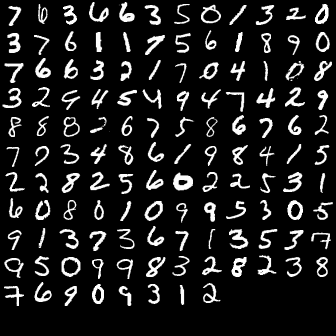 7 6 3 6 6 3 5 0 1 3 2 0
3 7 6 1 1 7 5 6 1 8 9 0
7 6 6 3 2 1 7 0 4 1 0 8
3 2 9 4 5 4 9 4 7 4 2 9
8 8 8 2 6 7 5 8 6 7 6 2
7 9 3 4 8 6 1 9 8 4 1 5
2 2 8 2 5 6 0 2 2 5 3 1
6 0 8 0 1 0 9 9 5 3 0 5
9 1 3 7 3 6 7 1 3 5 3 7
9 5 0 9 9 8 3 2 8 2 3 8
7 6 9 0 9 3 1 2